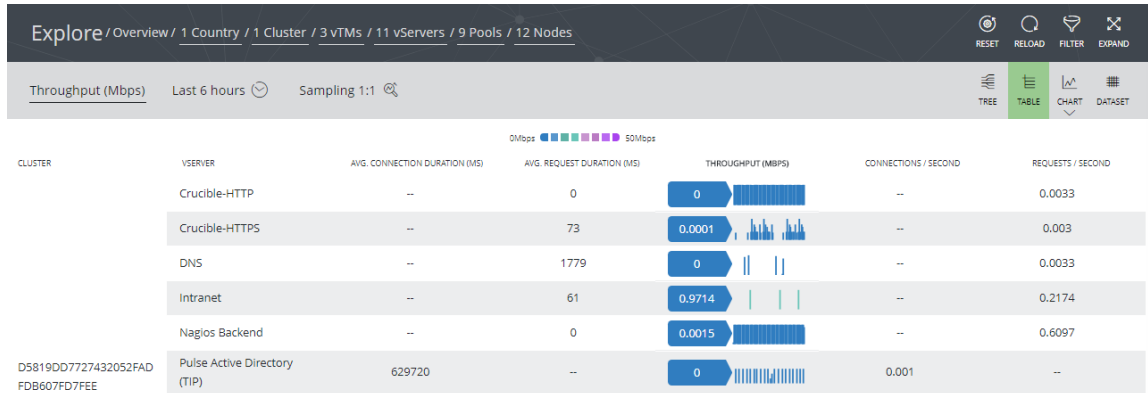 Explore / Overview / 1 Country / 1 Cluster / 3 vTMs / 11 vServers / 9 Pools / 12 Nodes
RESET RELOAD FILTER EXPAND
Throughput (Mbps) Last 6 hours Sampling 1:1
TREE TABLE CHART DATASET
0Mbps 50Mbps
CLUSTER VSERVER AVG. CONNECTION DURATION (MS) AVG. REQUEST DURATION (MS) THROUGHPUT (MBPS) CONNECTIONS / SECOND REQUESTS / SECOND
Crucible-HTTP -- 0 0 -- 0.0033
Crucible-HTTPS -- 73 0.0001 -- 0.003
DNS -- 1779 0 -- 0.0033
Intranet -- 61 0.9714 -- 0.2174
Nagios Backend -- 0 0.0015 -- 0.6097
D5819DD7727432052FAD
FDB607FD7FEE
Pulse Active Directory
(TIP)
629720 -- 0 0.001 --